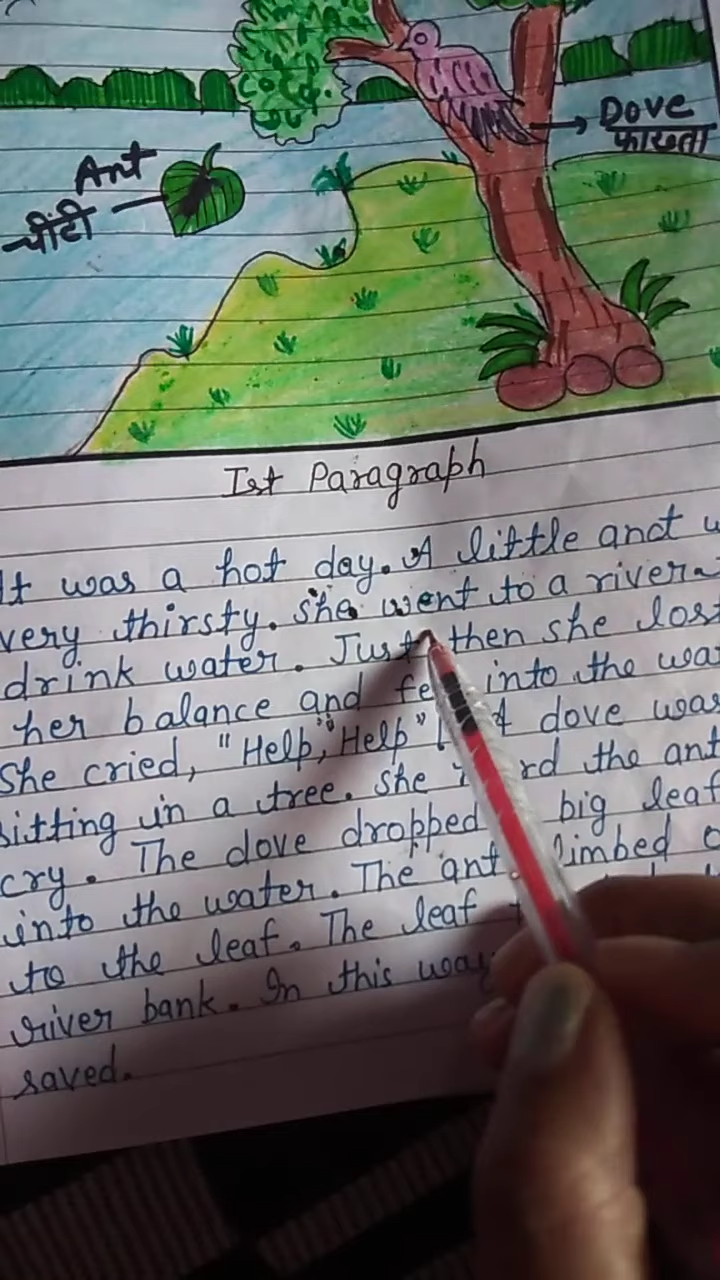 Dove
फाख्ता
Ant
चींटी
Ist Paragraph
It was a hot day. A little anct
very thirsty. she went to a river
drink water. Just then she lost
her balance and into the
She cried, "Help", "Help" ! A dove was
sitting in a tree. she the ant
cry. The dove dropped big leaf
into the water. The ant
to the leaf. The leaf
river bank. In this way
saved.